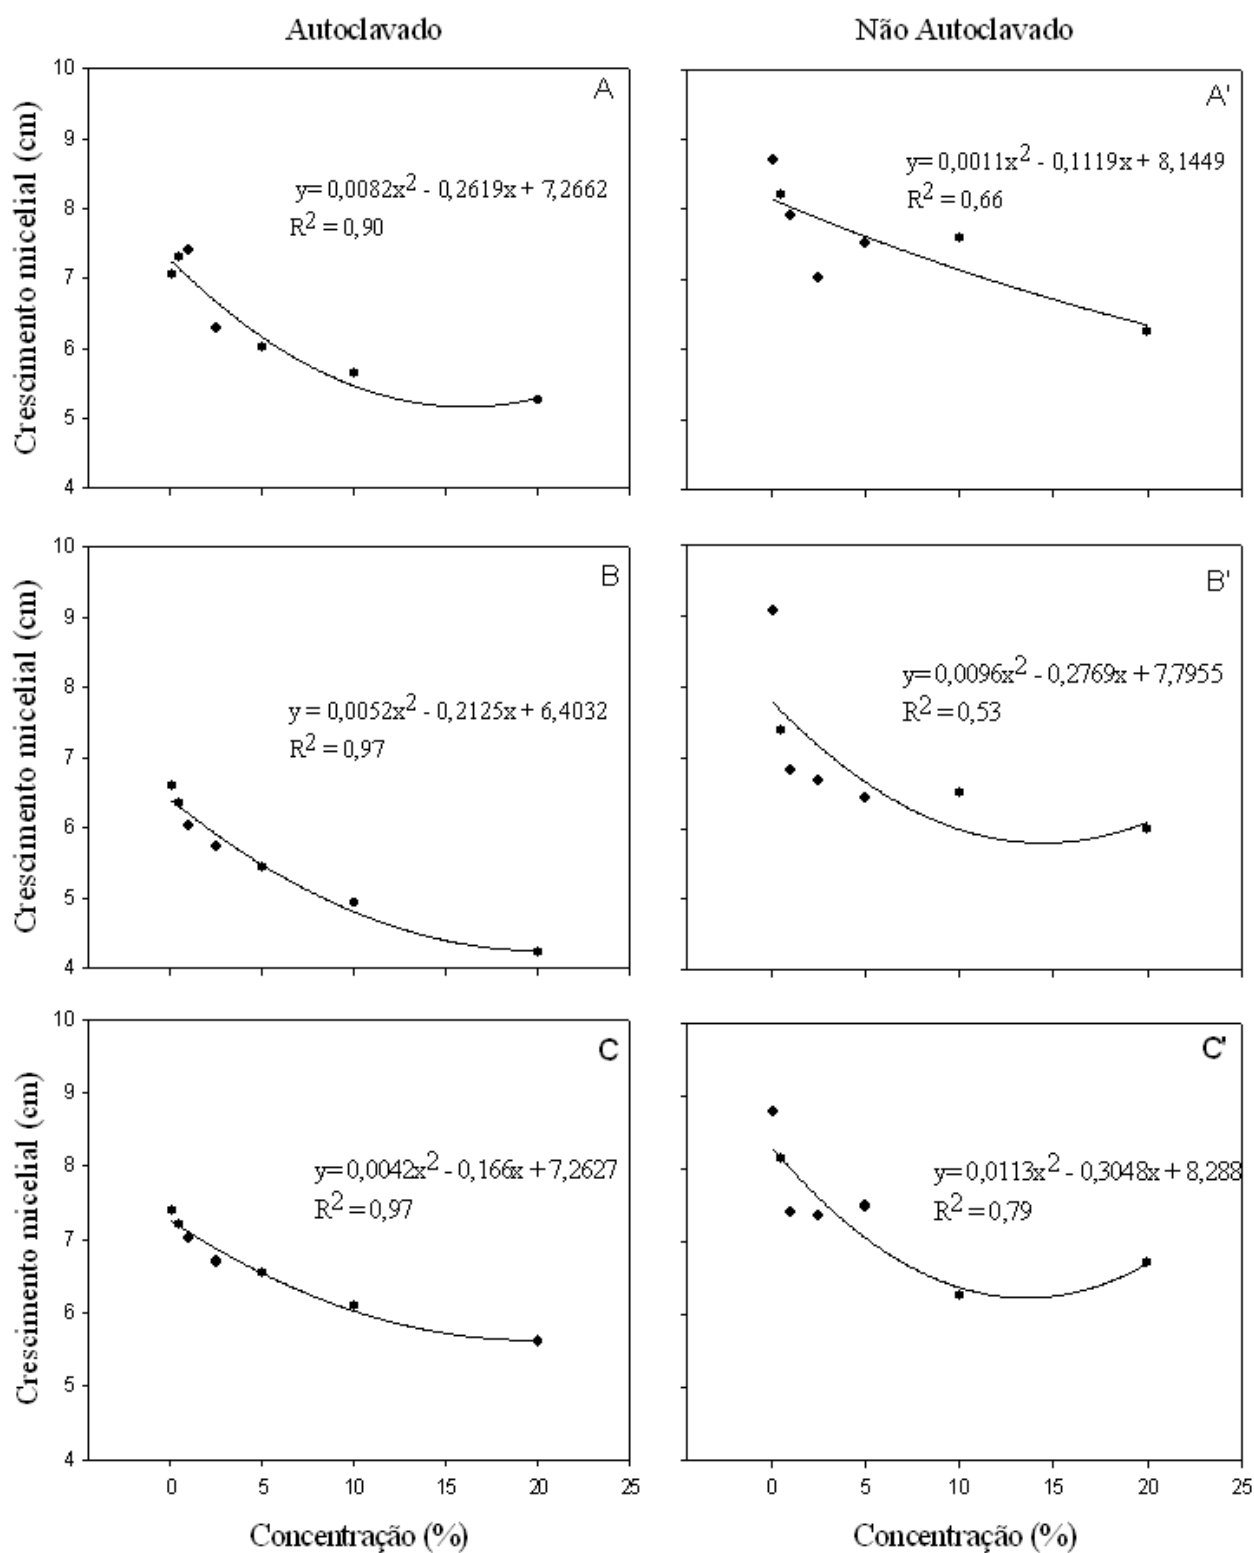 Autoclavado
Não Autoclavado
Crescimento micelial (cm)
10
9
8
7
6
5
4
A
y= 0,0082x² - 0,2619x + 7,2662
R² = 0,90
A'
y= 0,0011x² - 0,1119x + 8,1449
R² = 0,66
Crescimento micelial (cm)
10
9
8
7
6
5
4
B
y = 0,0052x² - 0,2125x + 6,4032
R² = 0,97
B'
y= 0,0096x² - 0,2769x + 7,7955
R² = 0,53
Crescimento micelial (cm)
10
9
8
7
6
5
4
C
y= 0,0042x² - 0,166x + 7,2627
R² = 0,97
C'
y= 0,0113x² - 0,3048x + 8,288
R² = 0,79
0 5 10 15 20 25
0 5 10 15 20 25
Concentração (%)
Concentração (%)